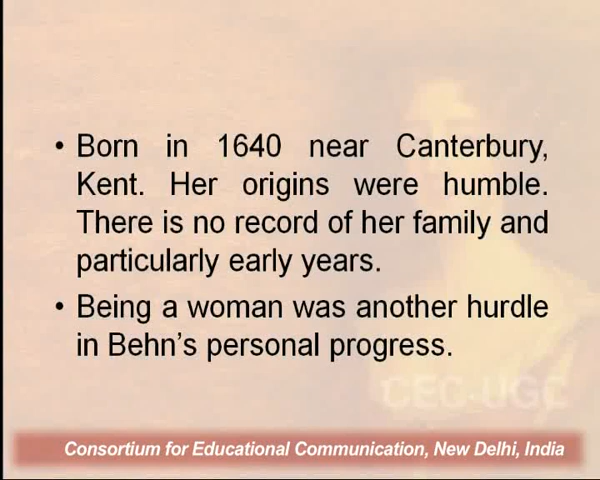 • Born in 1640 near Canterbury,
Kent. Her origins were humble.
There is no record of her family and
particularly early years.
• Being a woman was another hurdle
in Behn's personal progress.
CEC-UGC
Consortium for Educational Communication, New Delhi, India